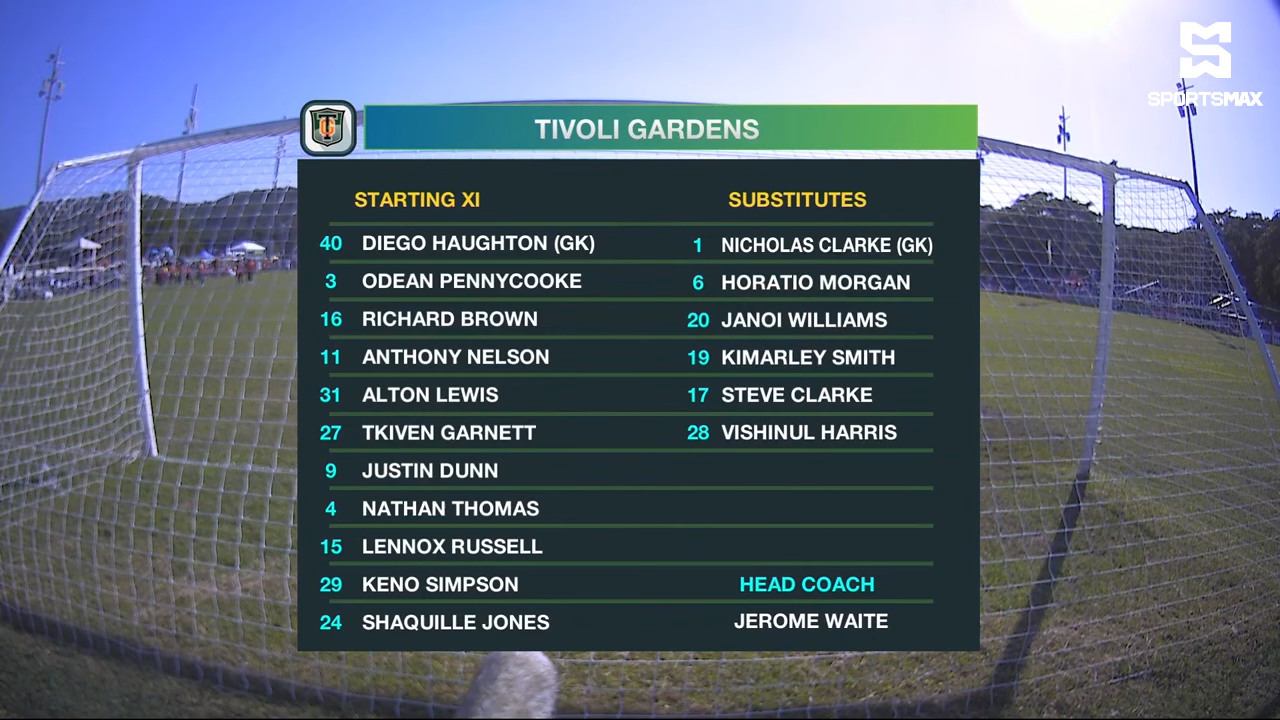 SPORTSMAX
TIVOLI GARDENS
STARTING XI
40 DIEGO HAUGHTON (GK)
3 ODEAN PENNYCOOKE
16 RICHARD BROWN
11 ANTHONY NELSON
31 ALTON LEWIS
27 TKIVEN GARNETT
9 JUSTIN DUNN
4 NATHAN THOMAS
15 LENNOX RUSSELL
29 KENO SIMPSON
24 SHAQUILLE JONES
SUBSTITUTES
1 NICHOLAS CLARKE (GK)
6 HORATIO MORGAN
20 JANOI WILLIAMS
19 KIMARLEY SMITH
17 STEVE CLARKE
28 VISHINUL HARRIS
HEAD COACH
JEROME WAITE